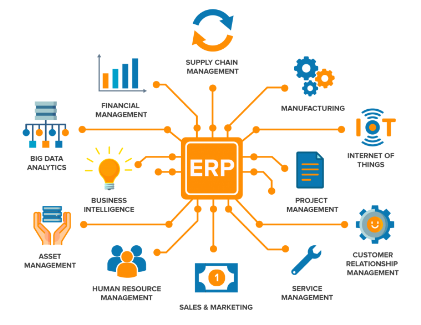 SUPPLY CHAIN
MANAGEMENT
FINANCIAL
MANAGEMENT
MANUFACTURING
IOT
BIG DATA
ANALYTICS
ERP
INTERNET OF
THINGS
BUSINESS
INTELLIGENCE
PROJECT
MANAGEMENT
ASSET
MANAGEMENT
CUSTOMER
RELATIONSHIP
MANAGEMENT
HUMAN RESOURCE
MANAGEMENT
1
SERVICE
MANAGEMENT
SALES & MARKETING